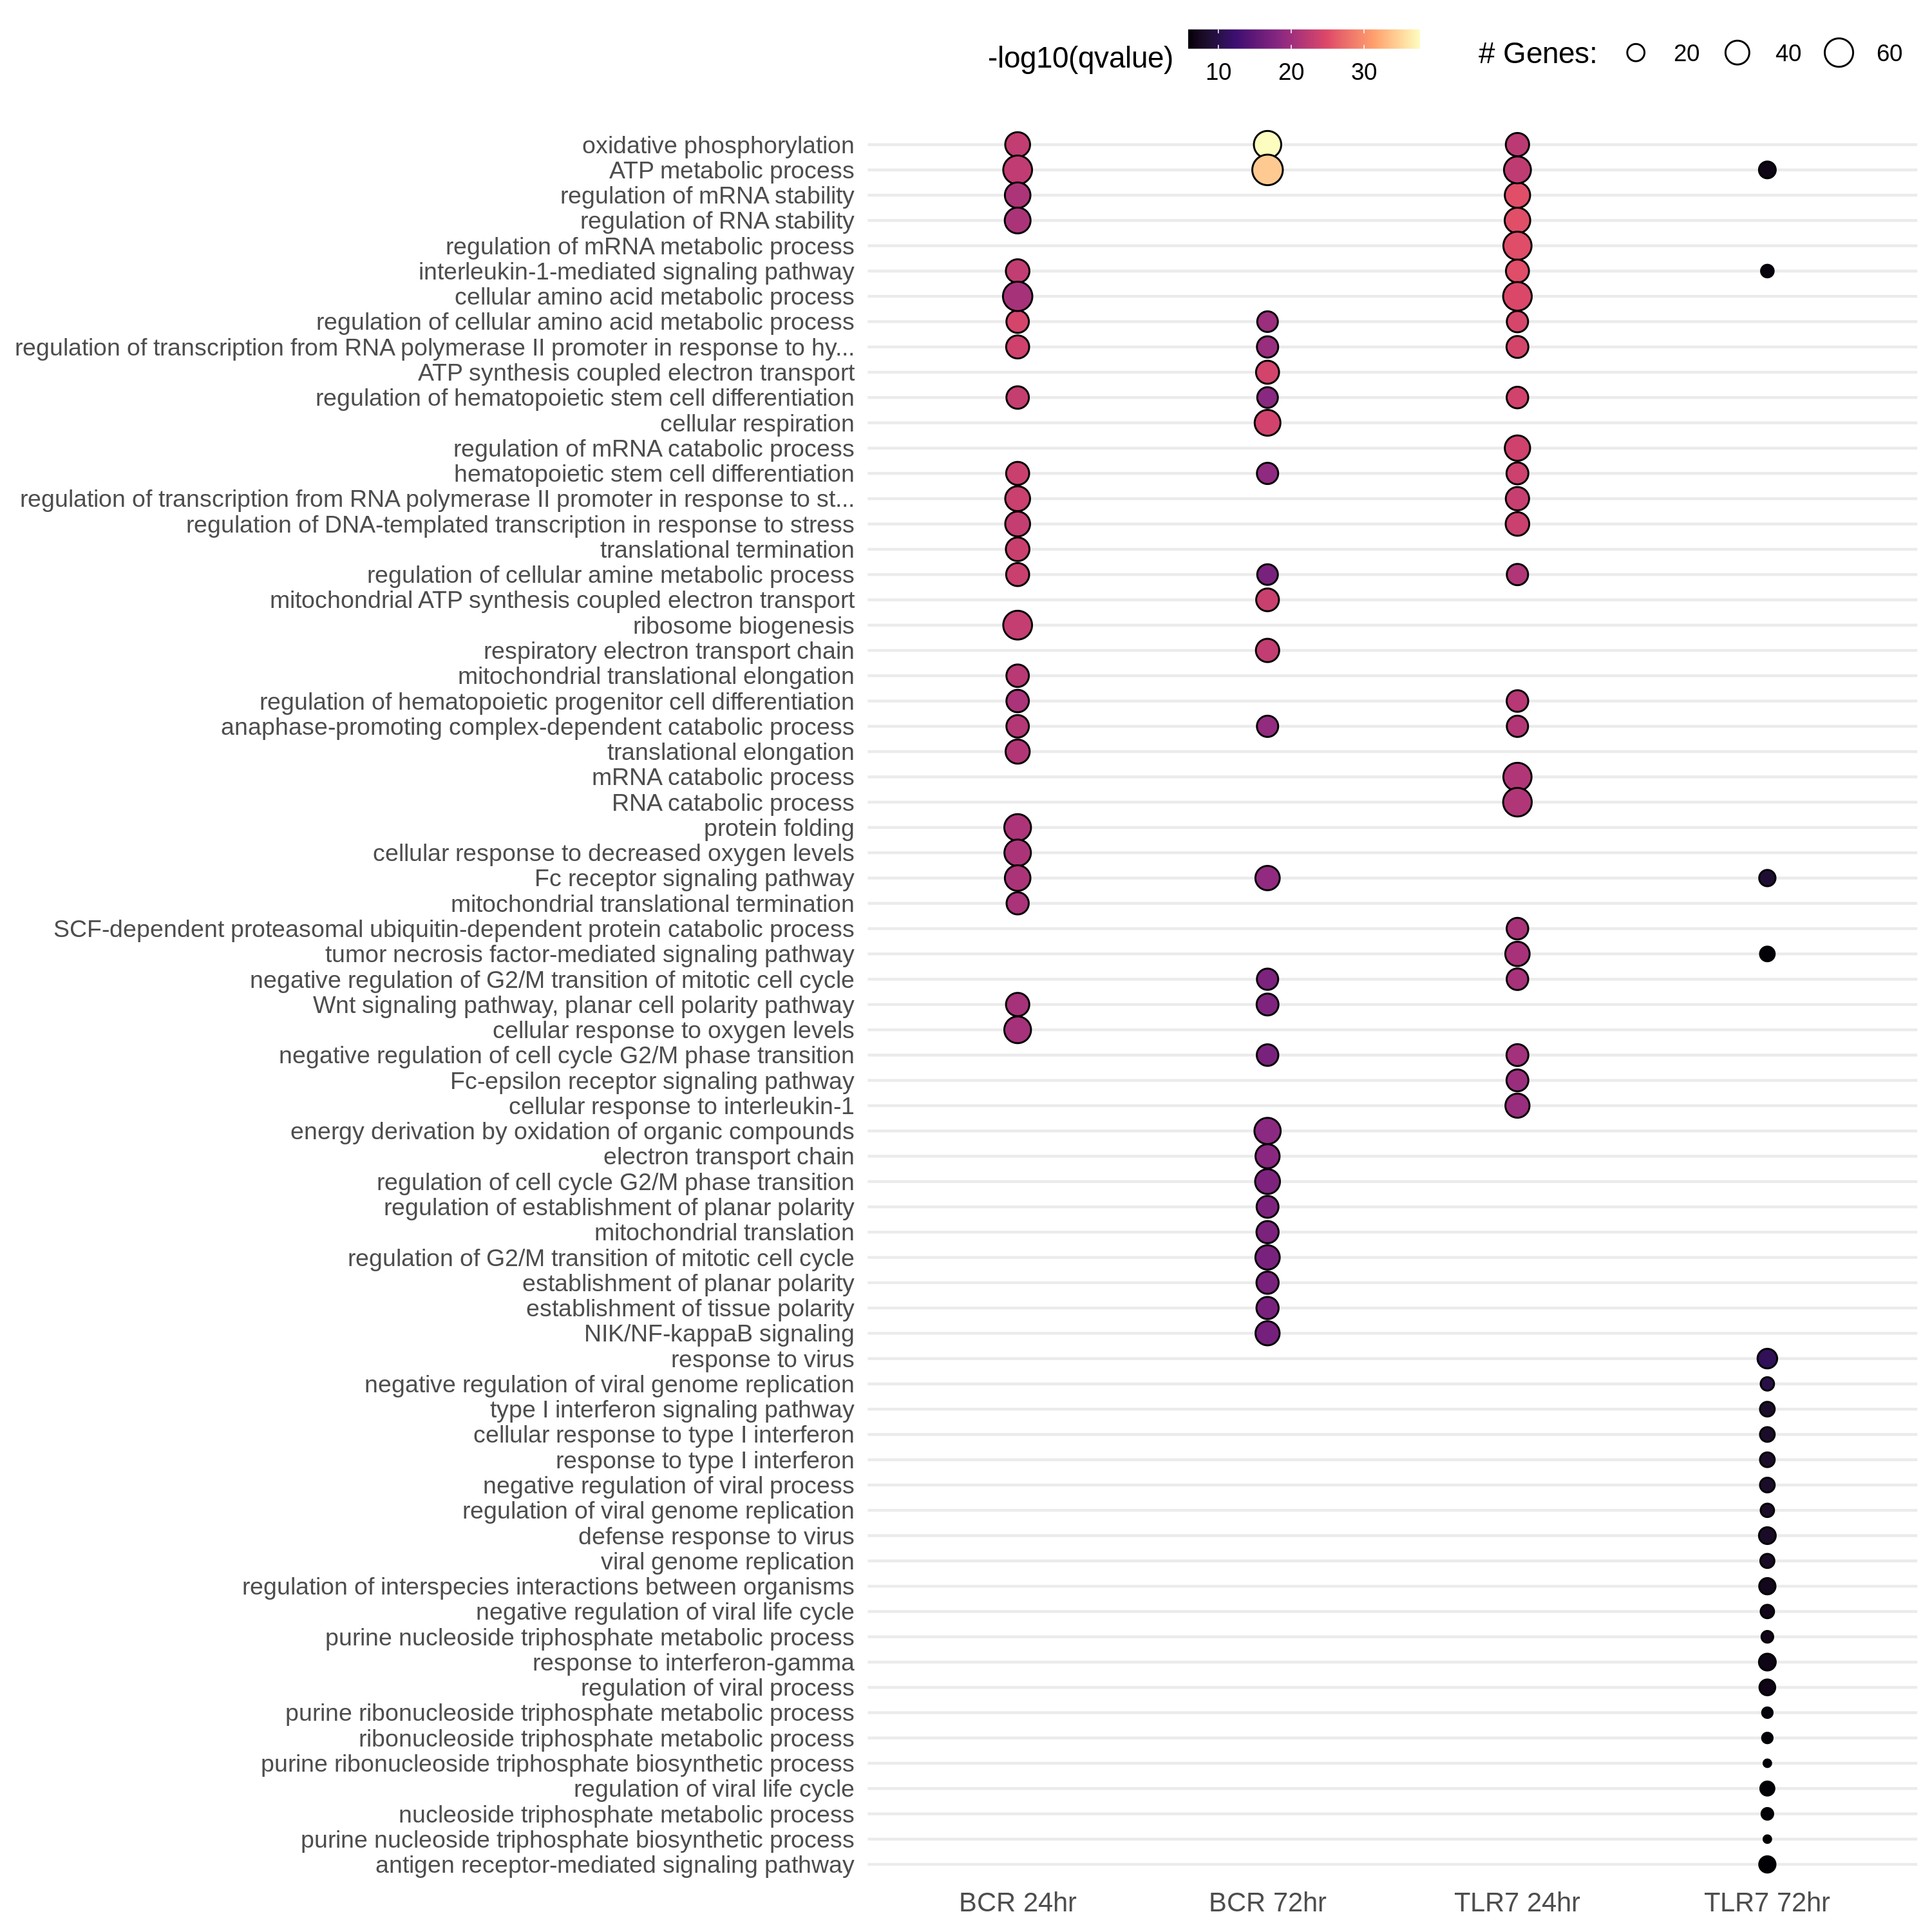 -log10(qvalue)
10 20 30
# Genes: 20 40 60
oxidative phosphorylation
ATP metabolic process
regulation of mRNA stability
regulation of RNA stability
regulation of mRNA metabolic process
interleukin-1-mediated signaling pathway
cellular amino acid metabolic process
regulation of cellular amino acid metabolic process
regulation of transcription from RNA polymerase II promoter in response to hy...
ATP synthesis coupled electron transport
regulation of hematopoietic stem cell differentiation
cellular respiration
regulation of mRNA catabolic process
hematopoietic stem cell differentiation
regulation of transcription from RNA polymerase II promoter in response to st...
regulation of DNA-templated transcription in response to stress
translational termination
regulation of cellular amine metabolic process
mitochondrial ATP synthesis coupled electron transport
ribosome biogenesis
respiratory electron transport chain
mitochondrial translational elongation
regulation of hematopoietic progenitor cell differentiation
anaphase-promoting complex-dependent catabolic process
translational elongation
mRNA catabolic process
RNA catabolic process
protein folding
cellular response to decreased oxygen levels
Fc receptor signaling pathway
mitochondrial translational termination
SCF-dependent proteasomal ubiquitin-dependent protein catabolic process
tumor necrosis factor-mediated signaling pathway
negative regulation of G2/M transition of mitotic cell cycle
Wnt signaling pathway, planar cell polarity pathway
cellular response to oxygen levels
negative regulation of cell cycle G2/M phase transition
Fc-epsilon receptor signaling pathway
cellular response to interleukin-1
energy derivation by oxidation of organic compounds
electron transport chain
regulation of cell cycle G2/M phase transition
regulation of establishment of planar polarity
mitochondrial translation
regulation of G2/M transition of mitotic cell cycle
establishment of planar polarity
establishment of tissue polarity
NIK/NF-kappaB signaling
response to virus
negative regulation of viral genome replication
type I interferon signaling pathway
cellular response to type I interferon
response to type I interferon
negative regulation of viral process
regulation of viral genome replication
defense response to virus
viral genome replication
regulation of interspecies interactions between organisms
negative regulation of viral life cycle
purine nucleoside triphosphate metabolic process
response to interferon-gamma
regulation of viral process
purine ribonucleoside triphosphate metabolic process
ribonucleoside triphosphate metabolic process
purine ribonucleoside triphosphate biosynthetic process
regulation of viral life cycle
nucleoside triphosphate metabolic process
purine nucleoside triphosphate biosynthetic process
antigen receptor-mediated signaling pathway
BCR 24hr BCR 72hr TLR7 24hr TLR7 72hr